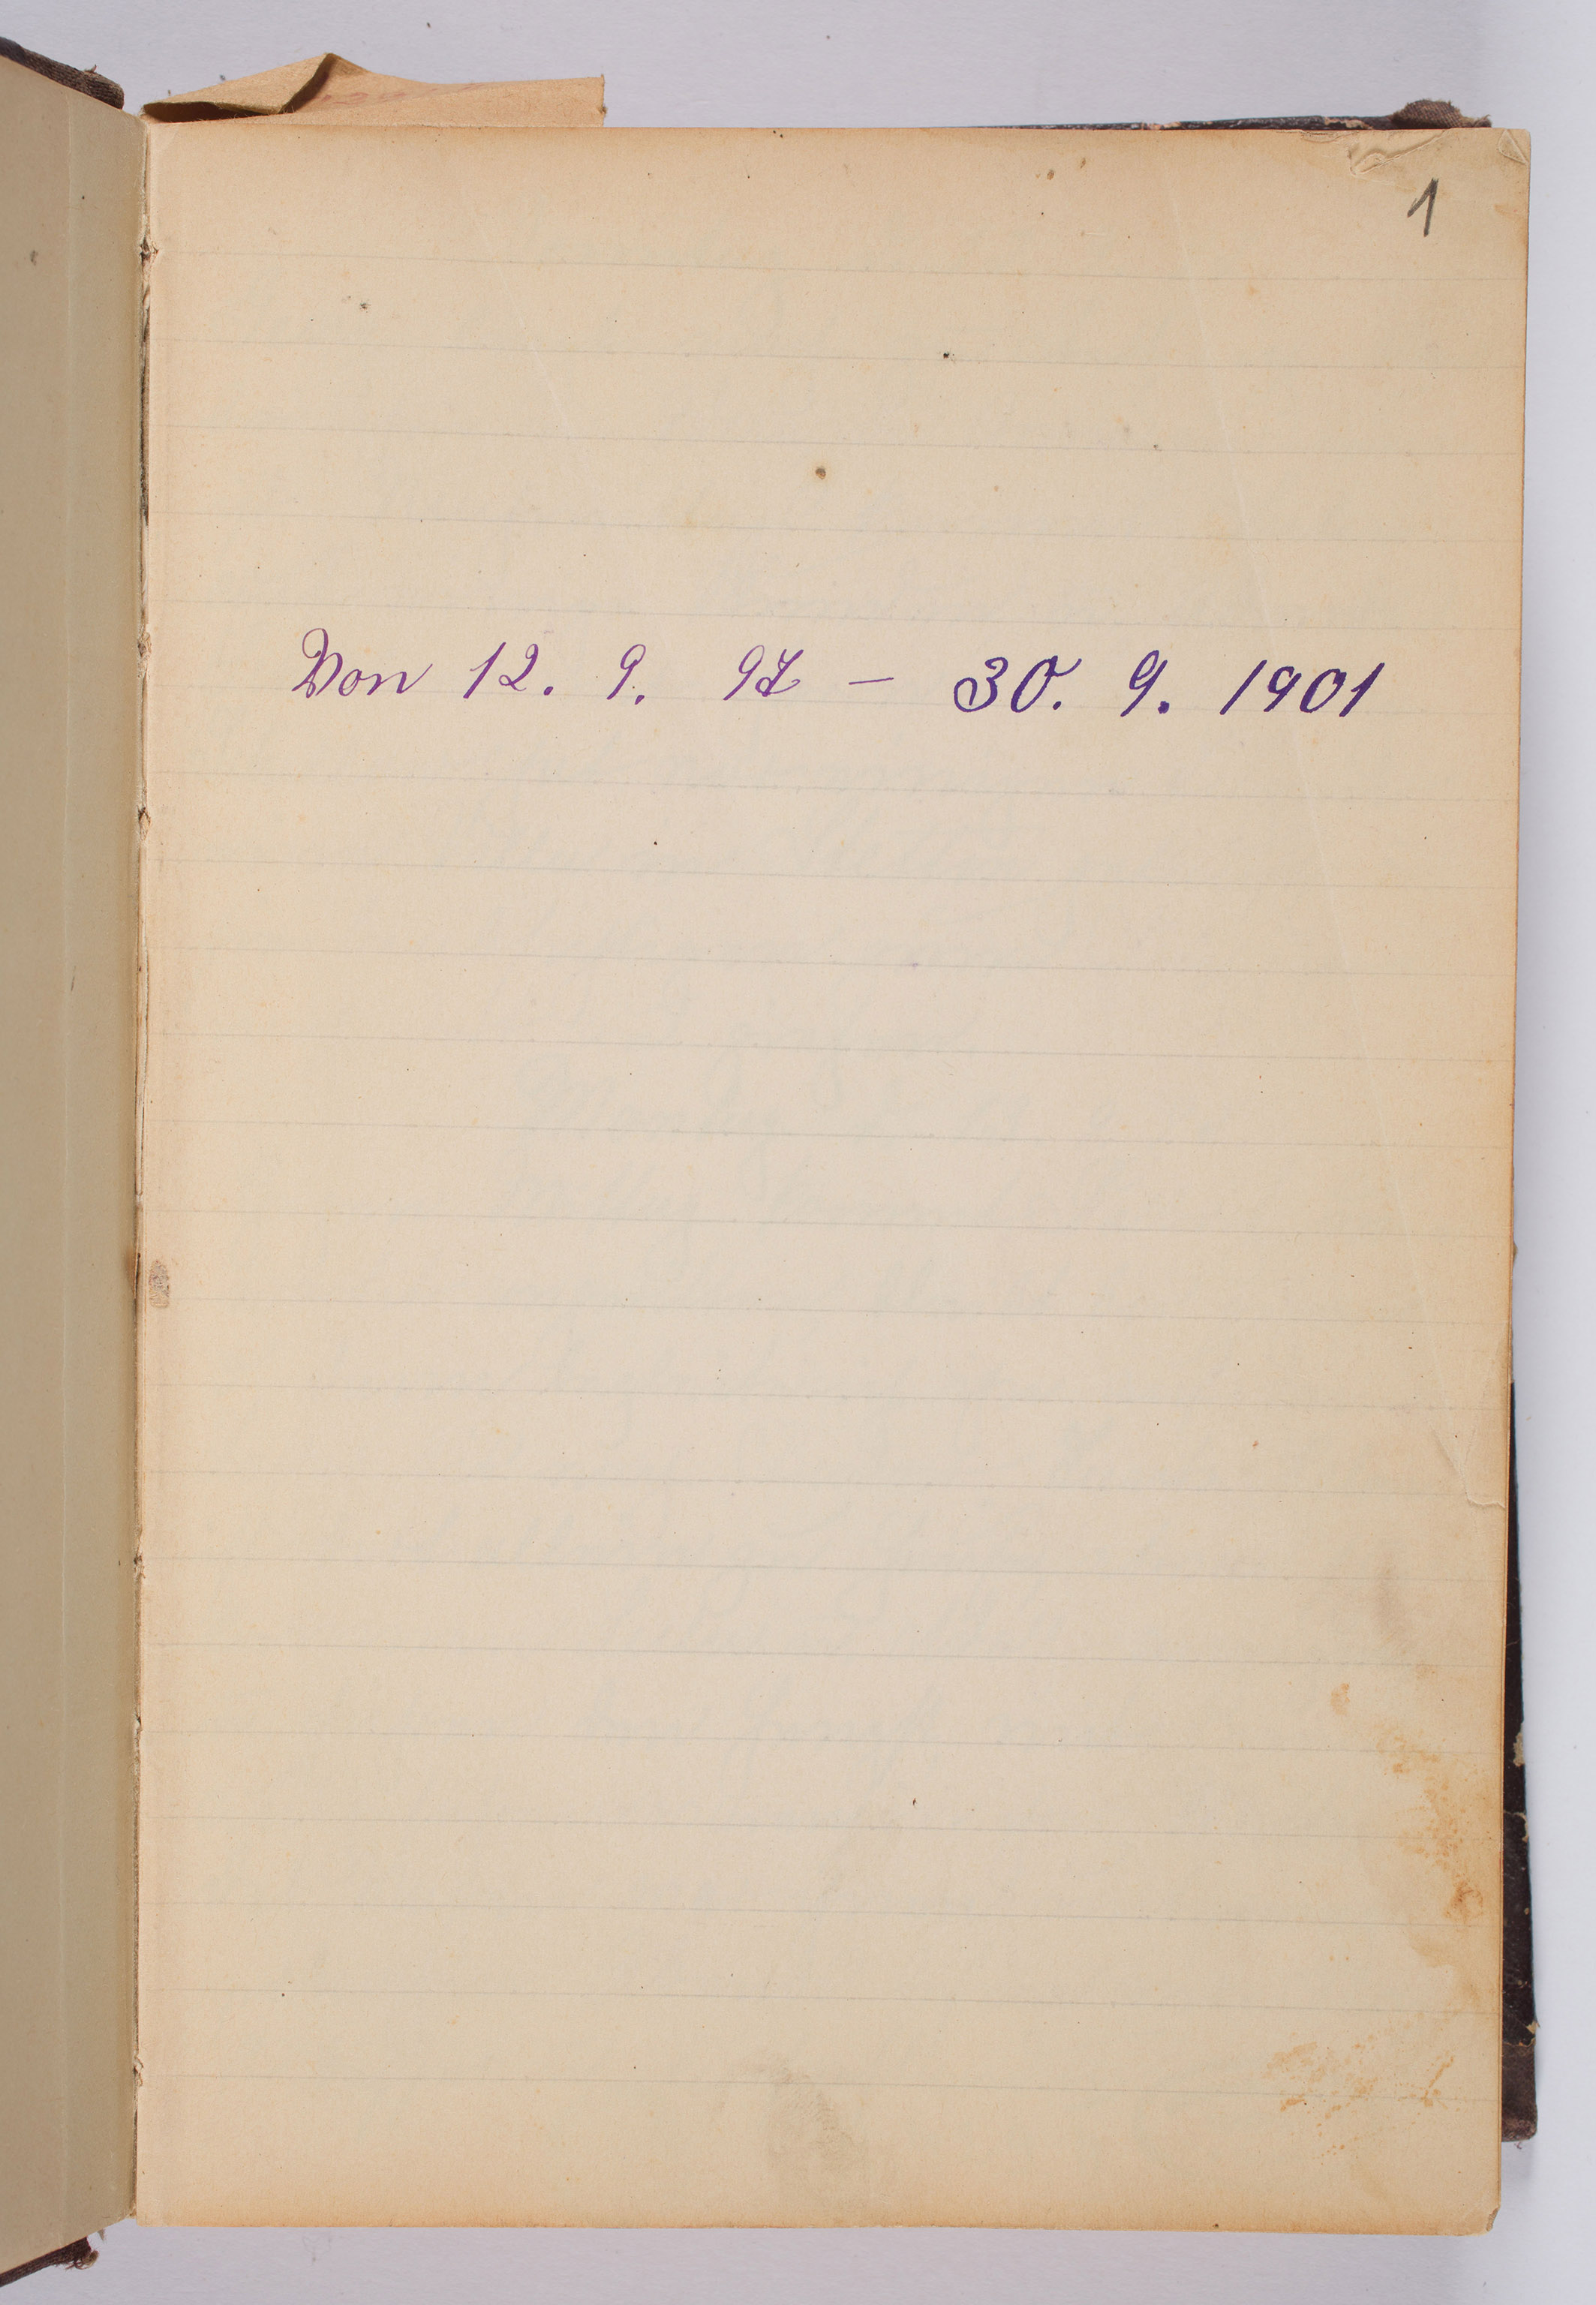 1
Von 12. 9. 97 – 30. 9. 1901